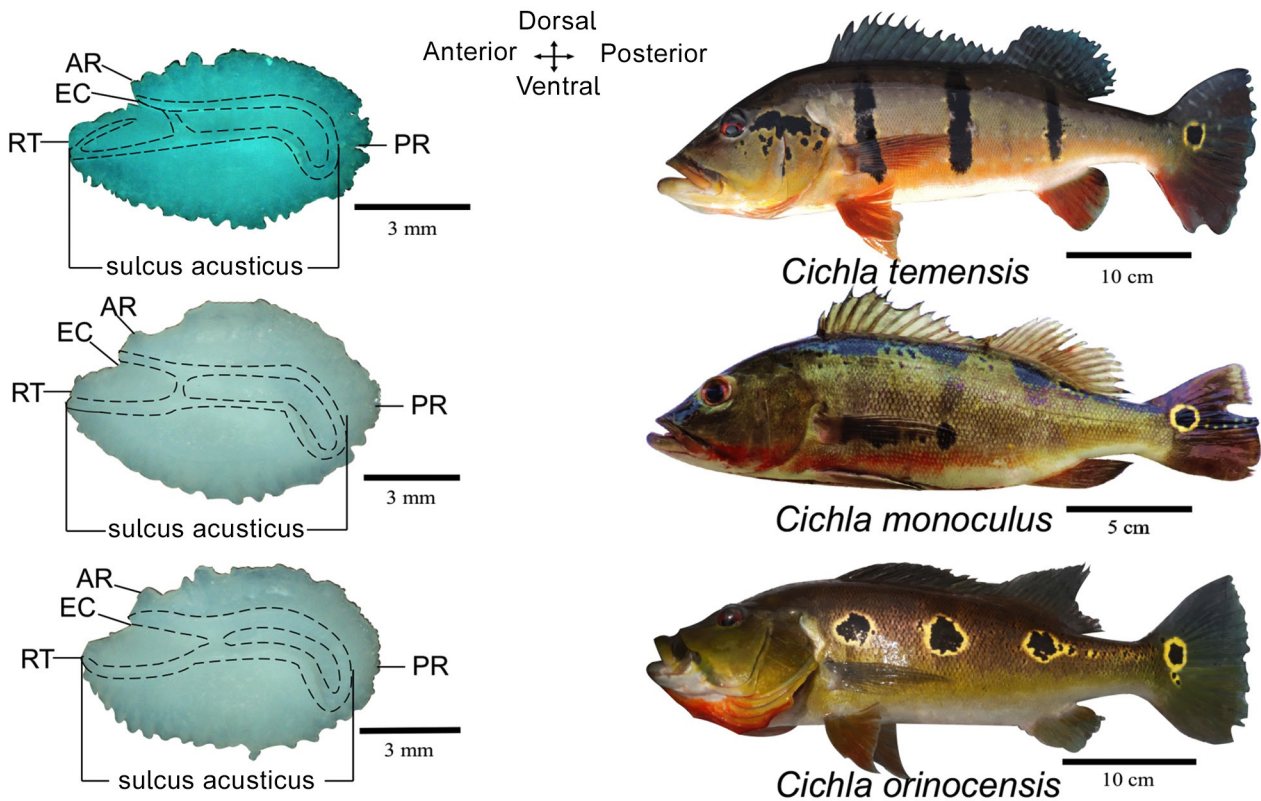 Dorsal
Anterior Posterior
Ventral
AR
EC
RT
PR
3 mm
sulcus acusticus
10 cm
Cichla temensis
AR
EC
RT
PR
3 mm
sulcus acusticus
5 cm
Cichla monoculus
AR
EC
RT
PR
3 mm
sulcus acusticus
10 cm
Cichla orinocensis